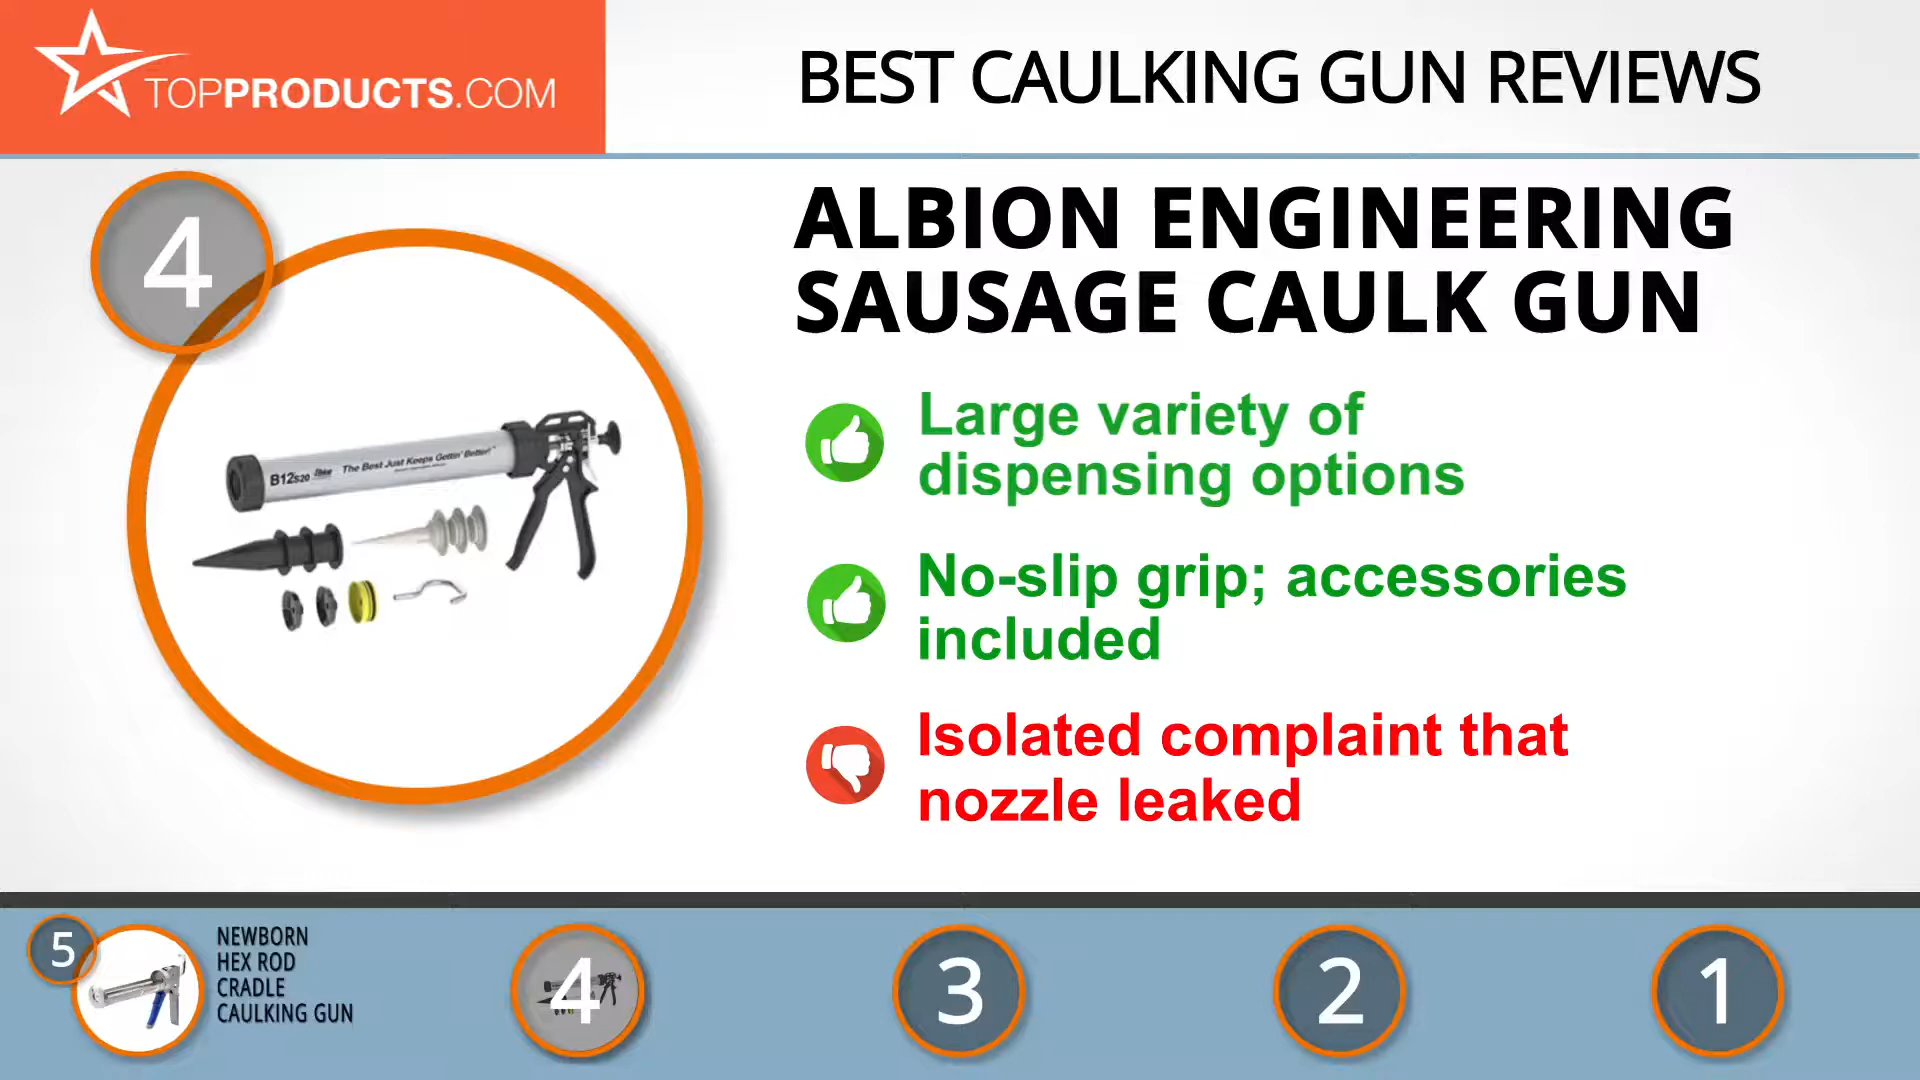 TOPPRODUCTS.COM
BEST CAULKING GUN REVIEWS
4
ALBION ENGINEERING
SAUSAGE CAULK GUN
B12S20
The Best Just Keeps Gettin' Better!™
Large variety of
dispensing options
No-slip grip; accessories
included
Isolated complaint that
nozzle leaked
5
NEWBORN
HEX ROD
CRADLE
CAULKING GUN
4
3
2
1